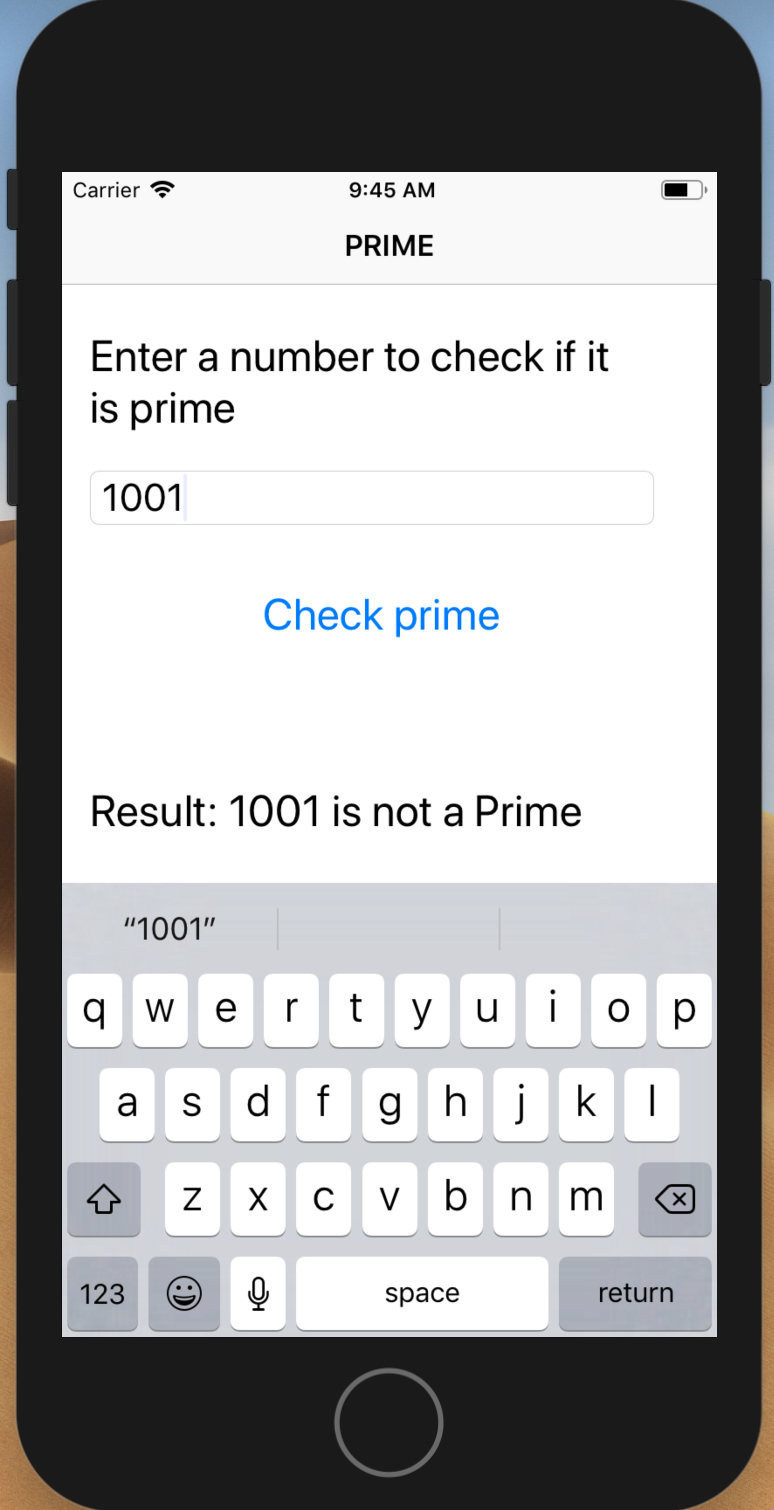 Carrier 9:45 AM
PRIME
Enter a number to check if it
is prime
1001
Check prime
Result: 1001 is not a Prime
“1001”
q w e r t y u i o p
a s d f g h j k l
z x c v b n m
123 space return